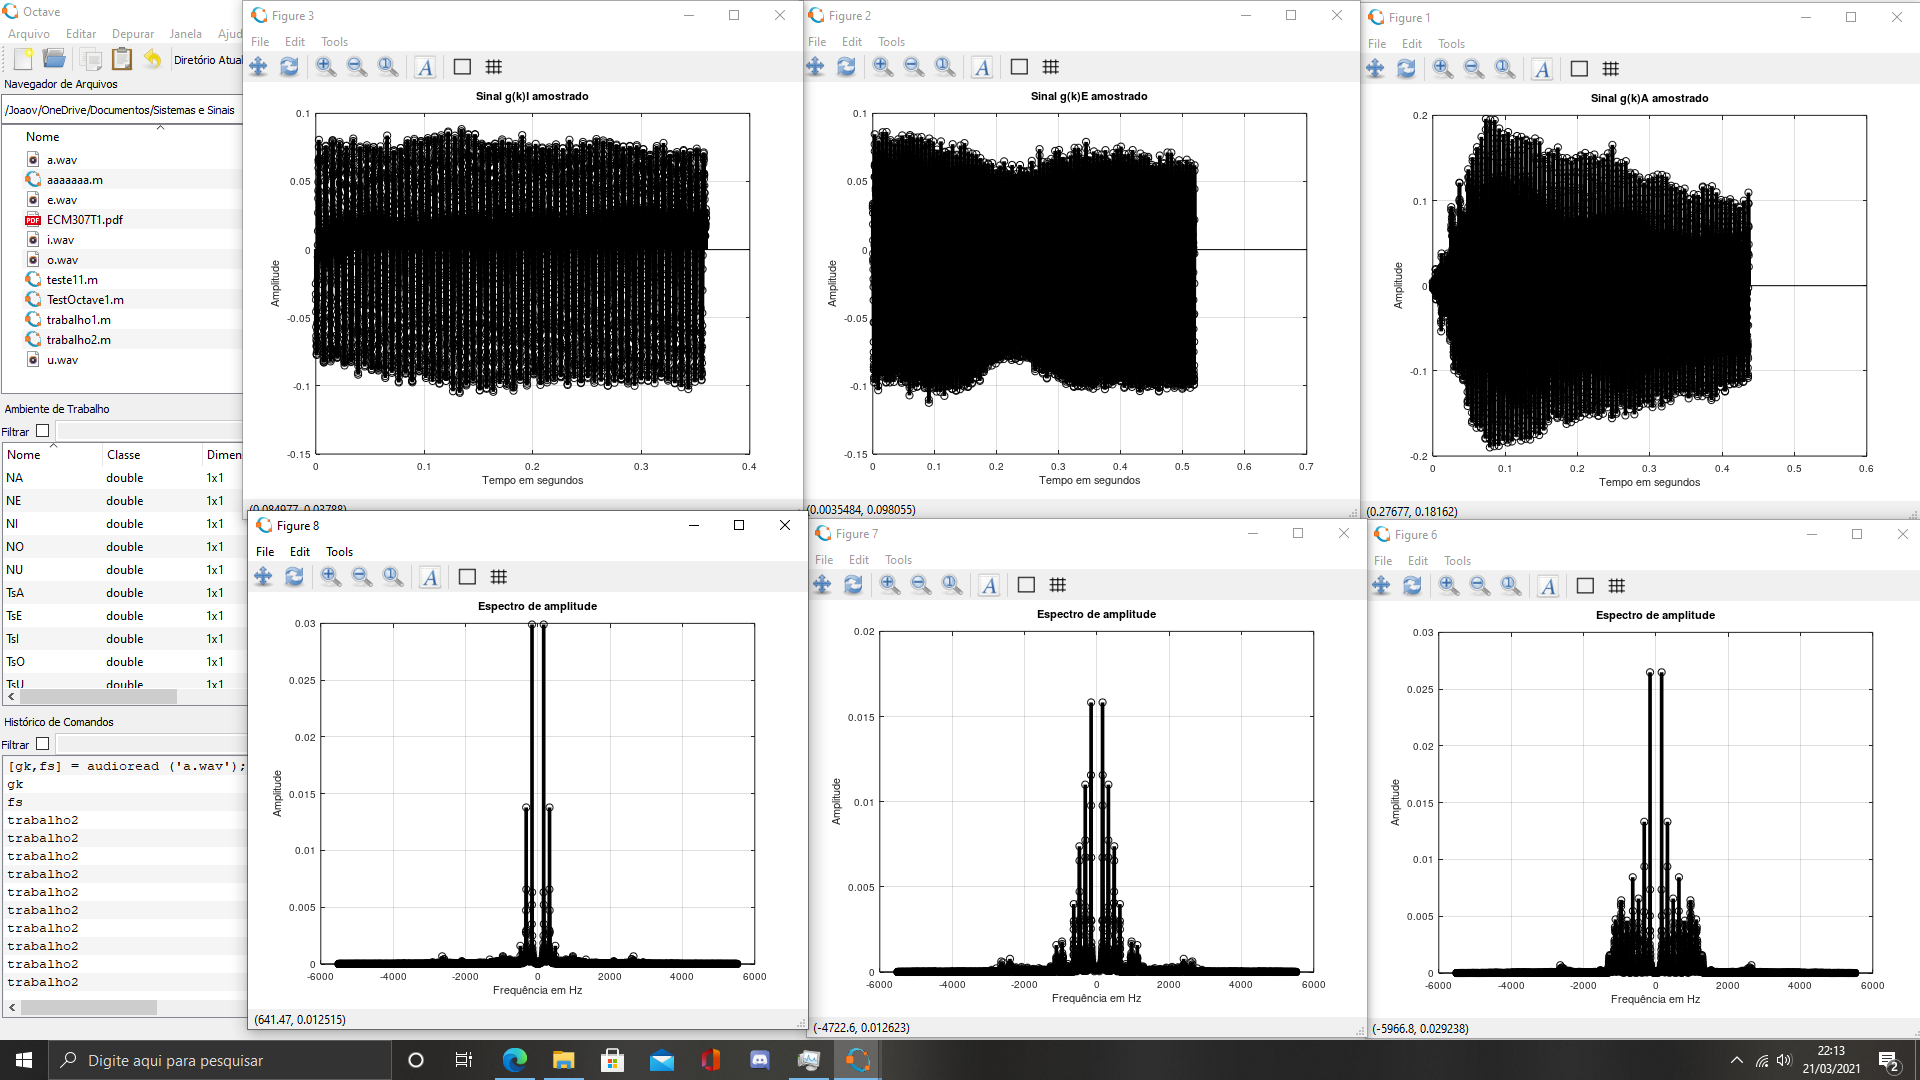 Octave
Arquivo Editar Depurar Janela Ajud
Diretório Atual
Navegador de Arquivos
/Joaov/OneDrive/Documentos/Sistemas e Sinais
Nome
a.wav
aaaaaaa.m
e.wav
ECM307T1.pdf
i.wav
o.wav
teste11.m
TestOctave1.m
trabalho1.m
trabalho2.m
u.wav
Ambiente de Trabalho
Filtrar
Nome Classe Dimen
NA double 1x1
NE double 1x1
NI double 1x1
NO double 1x1
NU double 1x1
TsA double 1x1
TsE double 1x1
TsI double 1x1
TsO double 1x1
TsU double 1x1
Histórico de Comandos
Filtrar
[gk,fs] = audioread ('a.wav');
gk
fs
trabalho2
trabalho2
trabalho2
trabalho2
trabalho2
trabalho2
trabalho2
trabalho2
trabalho2
trabalho2
Figure 3
File Edit Tools
Sinal g(k)I amostrado
0.1
0.05
0
-0.05
-0.1
-0.15
Amplitude
0 0.1 0.2 0.3 0.4
Tempo em segundos
(0.084977, 0.03788)
Figure 2
File Edit Tools
Sinal g(k)E amostrado
0.1
0.05
0
-0.05
-0.1
-0.15
Amplitude
0 0.1 0.2 0.3 0.4 0.5 0.6 0.7
Tempo em segundos
(0.0035484, 0.098055)
Figure 1
File Edit Tools
Sinal g(k)A amostrado
0.2
0.1
0
-0.1
-0.2
Amplitude
0 0.1 0.2 0.3 0.4 0.5 0.6
Tempo em segundos
(0.27677, 0.18162)
Figure 8
File Edit Tools
Espectro de amplitude
0.03
0.025
0.02
0.015
0.01
0.005
0
Amplitude
-6000 -4000 -2000 0 2000 4000 6000
Frequência em Hz
(641.47, 0.012515)
Figure 7
File Edit Tools
Espectro de amplitude
0.02
0.015
0.01
0.005
0
Amplitude
-6000 -4000 -2000 0 2000 4000 6000
Frequência em Hz
(-4722.6, 0.012623)
Figure 6
File Edit Tools
Espectro de amplitude
0.03
0.025
0.02
0.015
0.01
0.005
0
Amplitude
-6000 -4000 -2000 0 2000 4000 6000
Frequência em Hz
(-5966.8, 0.029238)
Digite aqui para pesquisar
22:13
21/03/2021
2